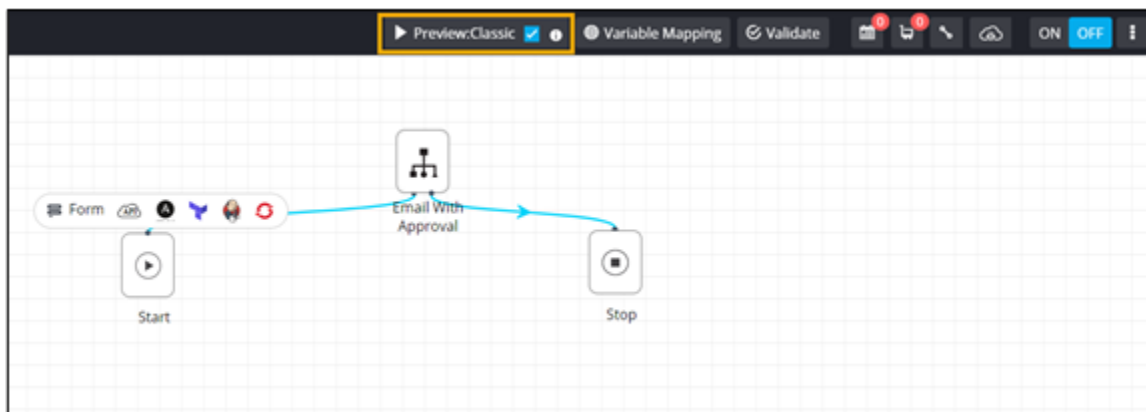 Preview:Classic
Variable Mapping
Validate
0
0
ON
OFF
Form
API
Email With
Approval
Start
Stop